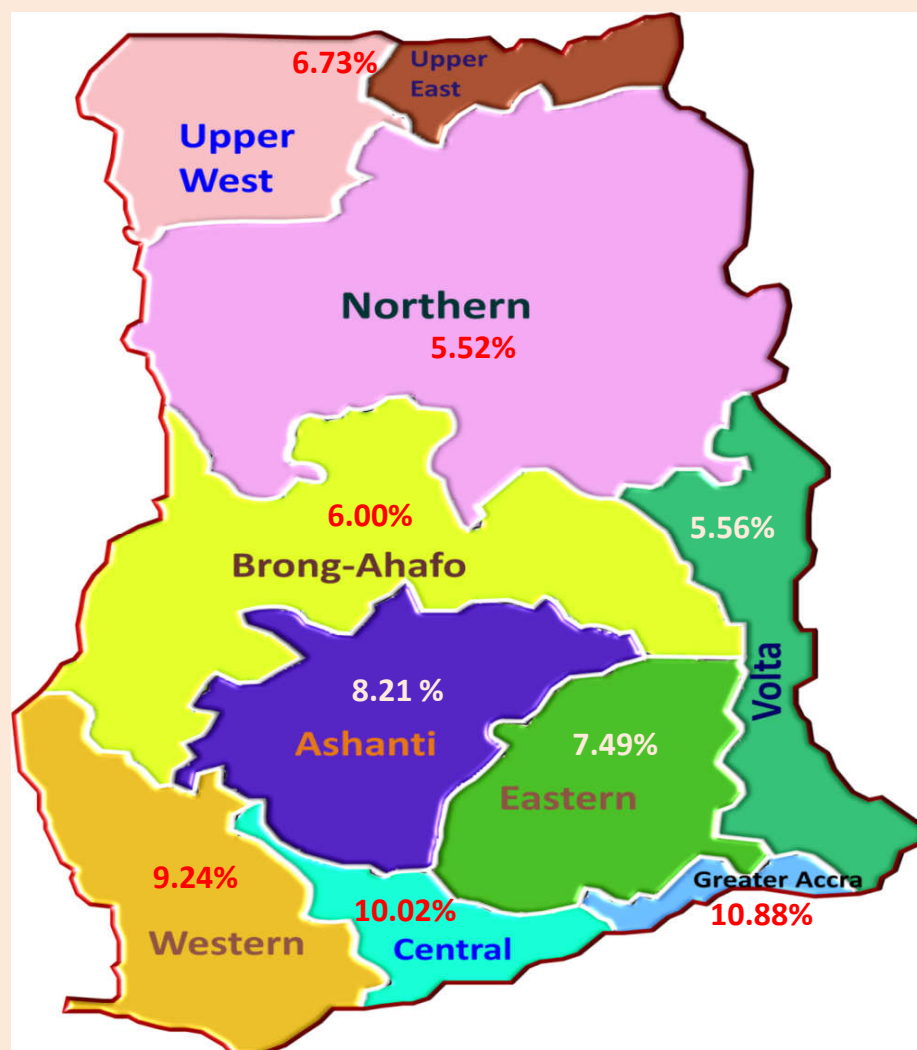 6.73%
Upper
East
Upper
West
Northern
5.52%
6.00%
Brong-Ahafo
5.56%
Volta
8.21 %
Ashanti
7.49%
Eastern
9.24%
Western
10.02%
Central
Greater Accra
10.88%